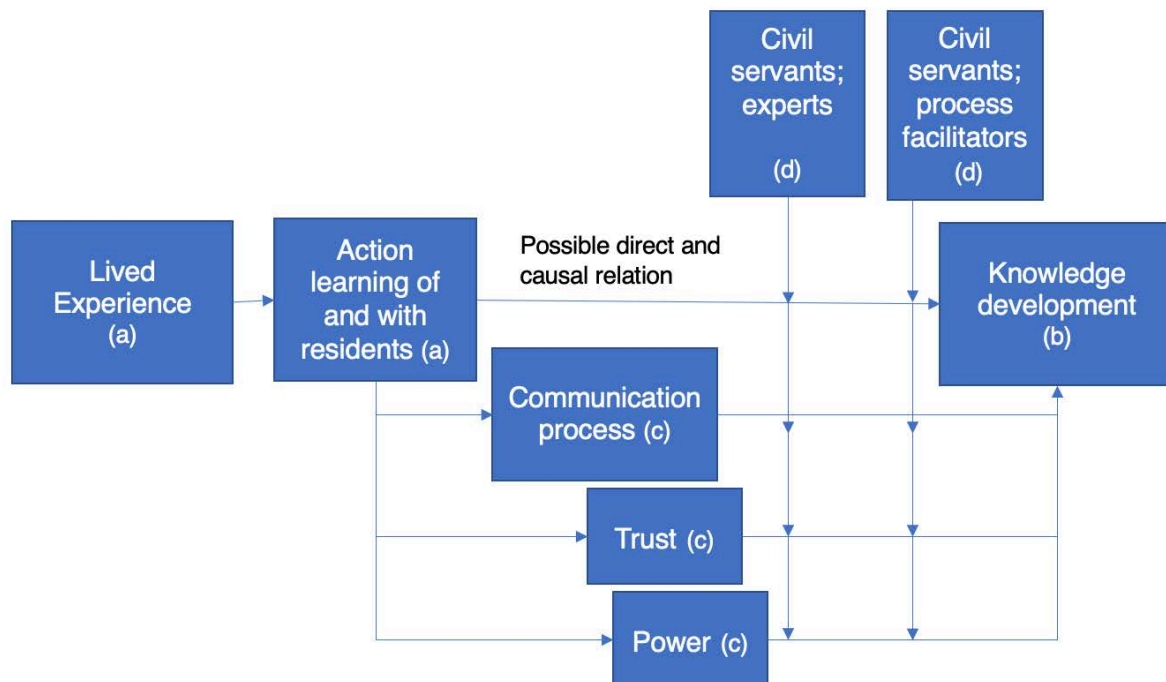 Civil
servants;
experts
(d)
Civil
servants;
process
facilitators
(d)
Lived
Experience
(a)
Action
learning of
and with
residents (a)
Possible direct and
causal relation
Knowledge
development
(b)
Communication
process (c)
Trust (c)
Power (c)